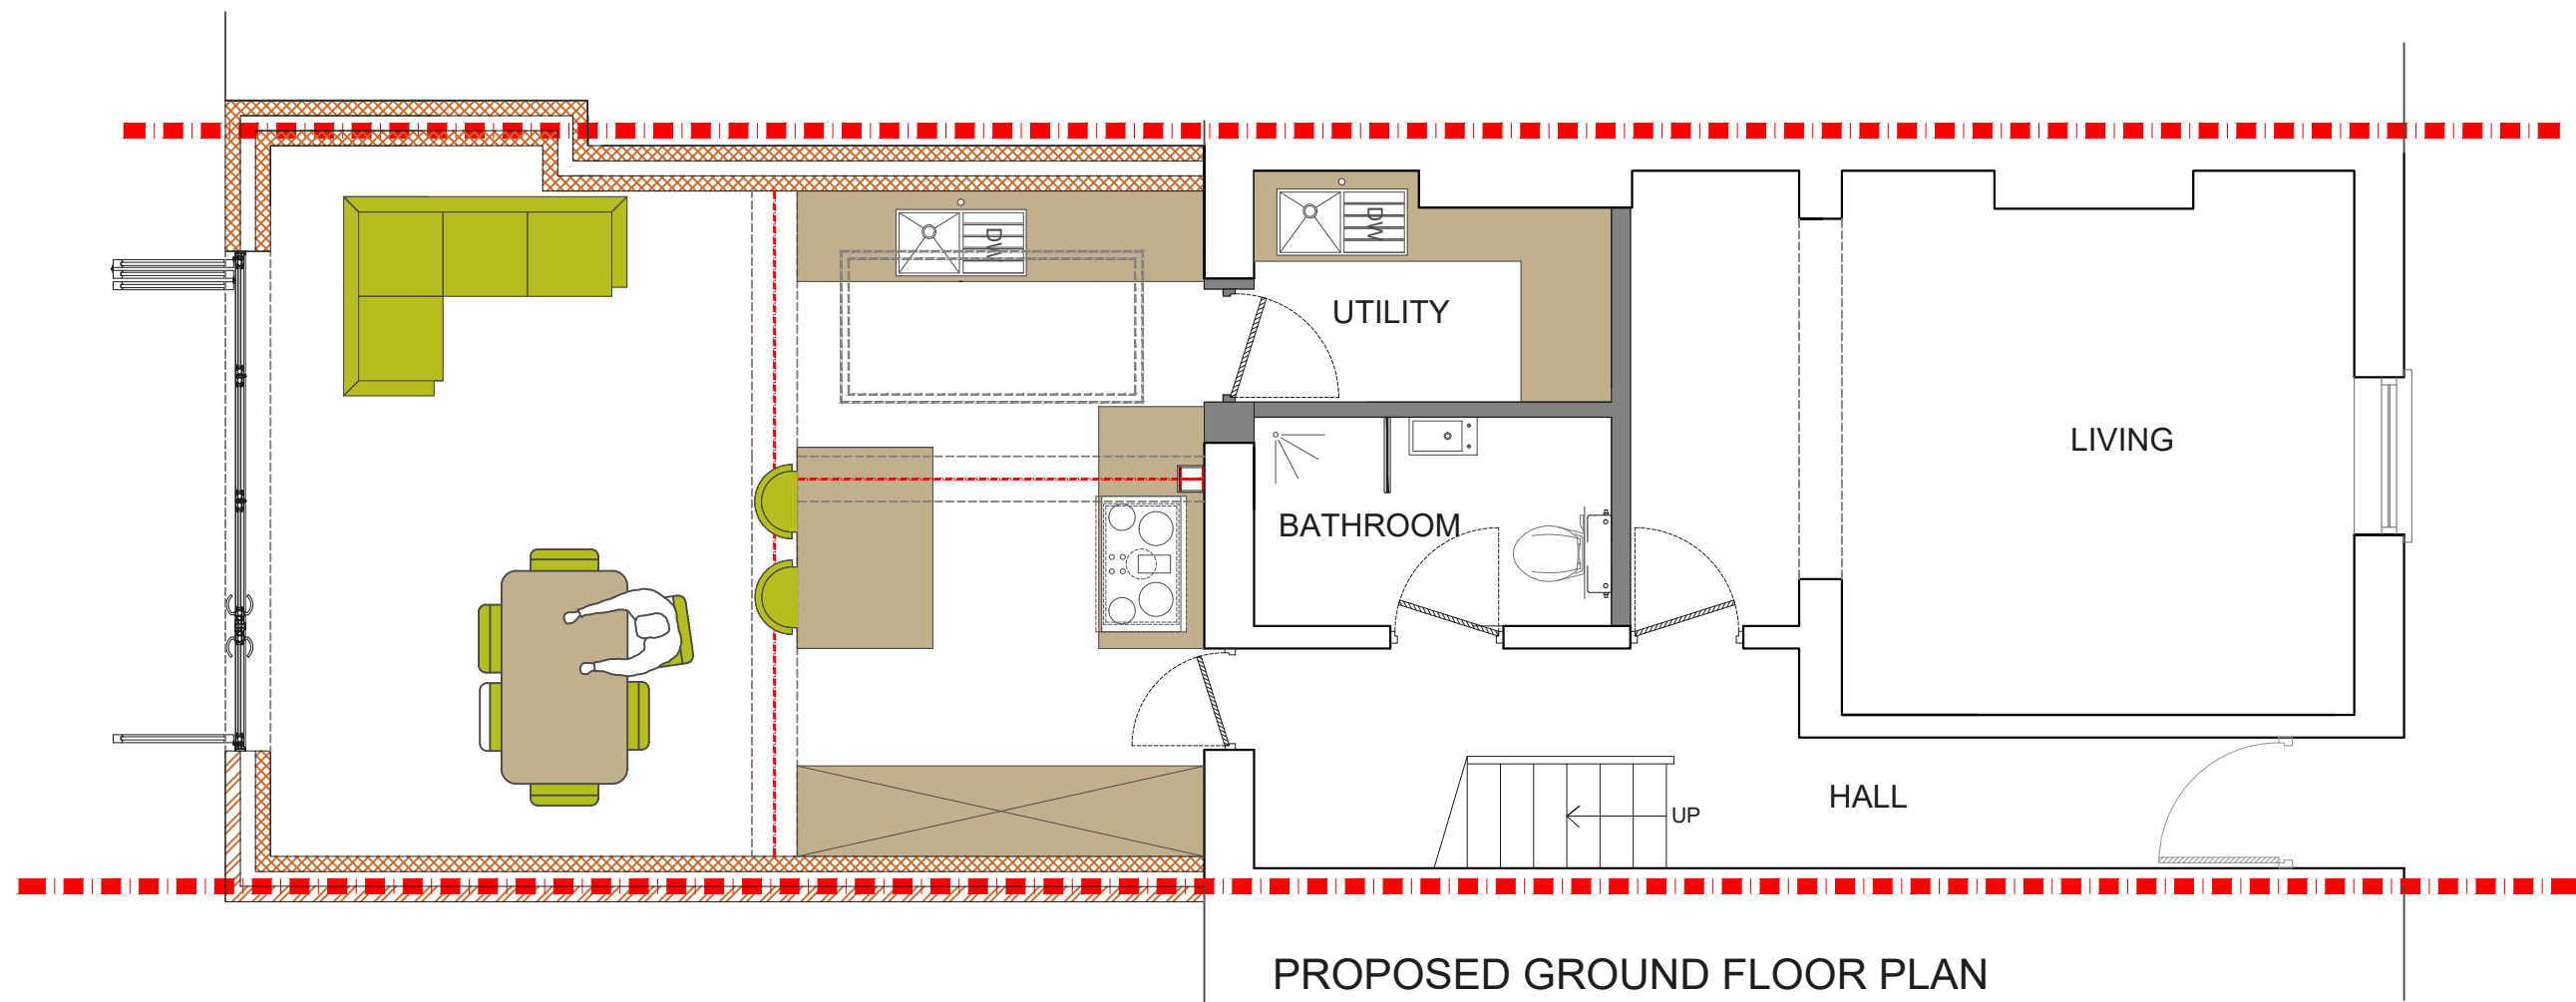 DW
DW
UTILITY
LIVING
BATHROOM
HALL
UP
PROPOSED GROUND FLOOR PLAN